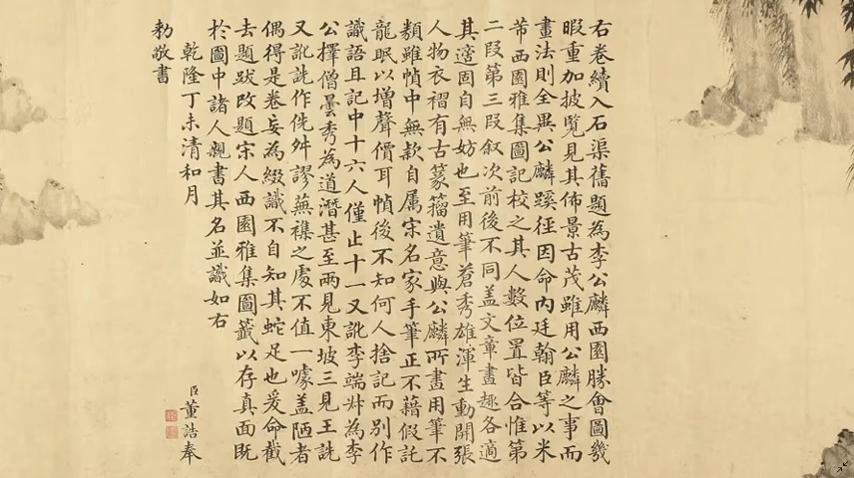 右卷續入石渠舊題為李公麟西園勝會圖幾
暇重加披覽見其佈景古茂雖用公麟之事而
畫法則全異公麟蹊徑因命內廷翰臣等以米
芾西園雅集圖記校之其人數位置皆合惟第
二段第三段叙次前後不同盖文章畫趣各適
其適固自無妨也至用筆蒼秀雄渾生動開張
人物衣褶有古篆籀遺意與公麟所畫用筆不
類雖幀中無款自属宋名家手筆正不藉假託
龍眠以增聲價耳幀後不知何人捨記而别作
識語且記中十六人僅止十一又訛李端叔為李
公擇僧曇秀為道潛甚至兩見東坡三見王詵
又訛詵作侁舛謬蕪襍之處不值一噱盖陋者
偶得是卷妄為綴識不自知其蛇足也爰命截
去題跋改題宋人西園雅集圖籤以存真面既
於圖中諸人親書其名並識如右
乾隆丁未清和月
臣董誥奉
勅敬書